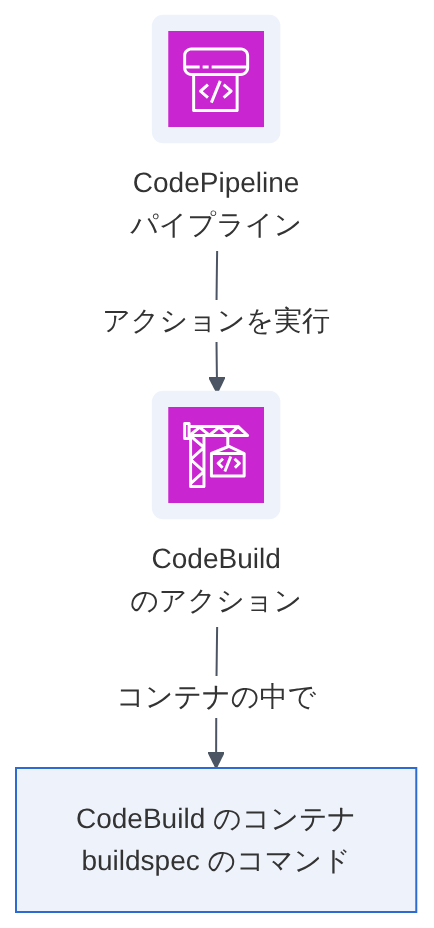 CodePipeline
パイプライン
アクションを実行
CodeBuild
のアクション
コンテナの中で
CodeBuild のコンテナ
buildspec のコマンド